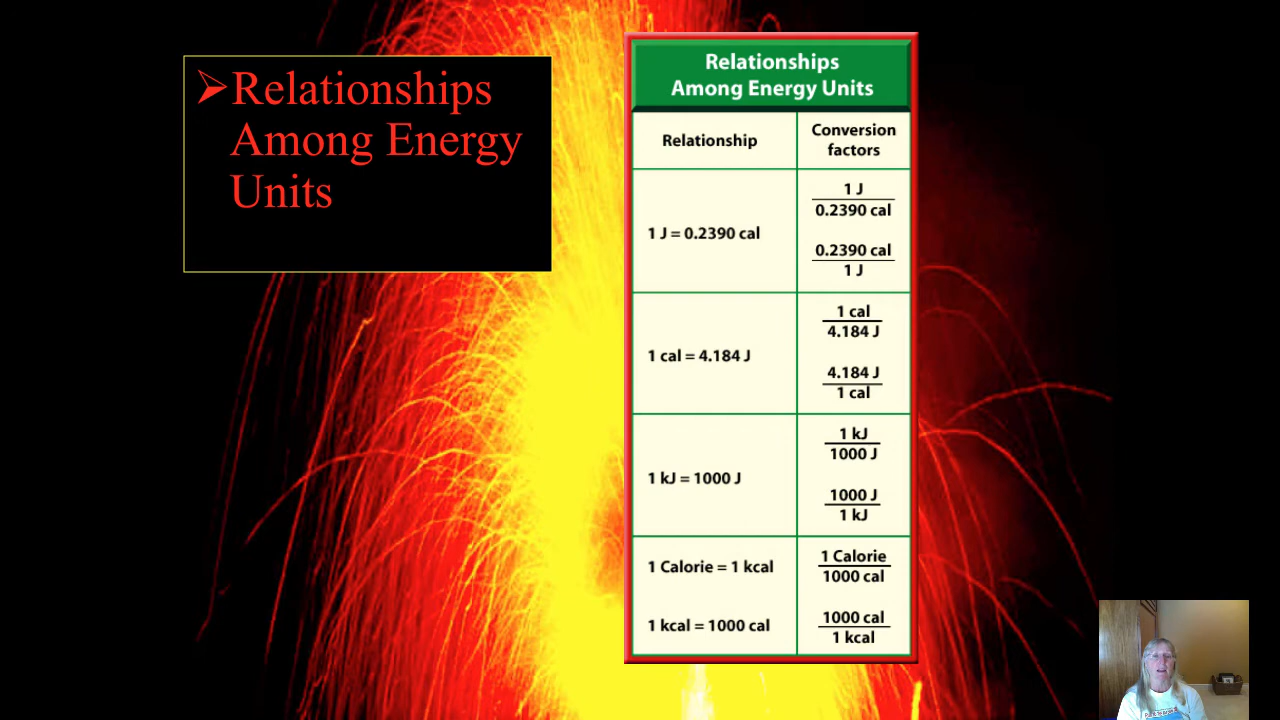 ➢Relationships
Among Energy
Units
Relationships
Among Energy Units
Relationship
Conversion
factors
1 J = 0.2390 cal
1 J
0.2390 cal
0.2390 cal
1 J
1 cal = 4.184 J
1 cal
4.184 J
4.184 J
1 cal
1 kJ = 1000 J
1 kJ
1000 J
1000 J
1 kJ
1 Calorie = 1 kcal
1 Calorie
1000 cal
1 kcal = 1000 cal
1000 cal
1 kcal